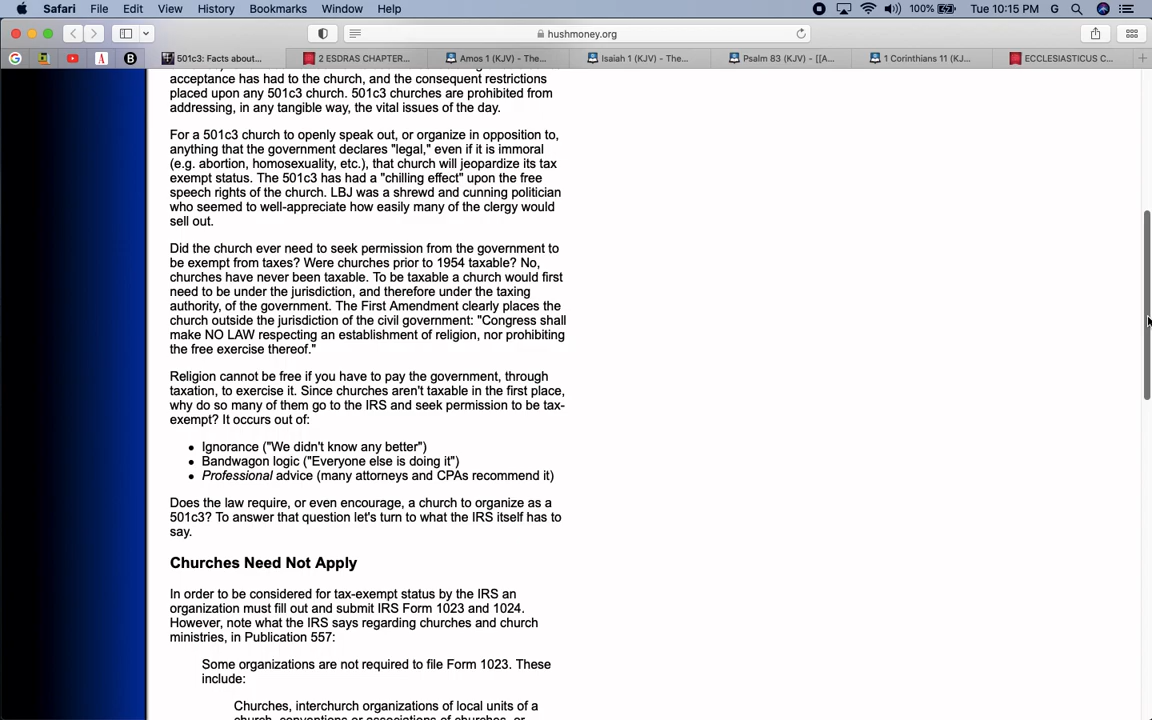 Safari File Edit View History Bookmarks Window Help 100% Tue 10:15 PM G
hushmoney.org
501c3: Facts about... 2 ESDRAS CHAPTER... Amos 1 (KJV) - The... Isaiah 1 (KJV) - The... Psalm 83 (KJV) - [[A... 1 Corinthians 11 (KJ... ECCLESIASTICUS C...
acceptance has had to the church, and the consequent restrictions
placed upon any 501c3 church. 501c3 churches are prohibited from
addressing, in any tangible way, the vital issues of the day.
For a 501c3 church to openly speak out, or organize in opposition to,
anything that the government declares "legal," even if it is immoral
(e.g. abortion, homosexuality, etc.), that church will jeopardize its tax
exempt status. The 501c3 has had a "chilling effect" upon the free
speech rights of the church. LBJ was a shrewd and cunning politician
who seemed to well-appreciate how easily many of the clergy would
sell out.
Did the church ever need to seek permission from the government to
be exempt from taxes? Were churches prior to 1954 taxable? No,
churches have never been taxable. To be taxable a church would first
need to be under the jurisdiction, and therefore under the taxing
authority, of the government. The First Amendment clearly places the
church outside the jurisdiction of the civil government: "Congress shall
make NO LAW respecting an establishment of religion, nor prohibiting
the free exercise thereof."
Religion cannot be free if you have to pay the government, through
taxation, to exercise it. Since churches aren't taxable in the first place,
why do so many of them go to the IRS and seek permission to be tax-
exempt? It occurs out of:
• Ignorance ("We didn't know any better")
• Bandwagon logic ("Everyone else is doing it")
• Professional advice (many attorneys and CPAs recommend it)
Does the law require, or even encourage, a church to organize as a
501c3? To answer that question let's turn to what the IRS itself has to
say.
Churches Need Not Apply
In order to be considered for tax-exempt status by the IRS an
organization must fill out and submit IRS Form 1023 and 1024.
However, note what the IRS says regarding churches and church
ministries, in Publication 557:
Some organizations are not required to file Form 1023. These
include:
Churches, interchurch organizations of local units of a
church, conventions or associations of churches, or